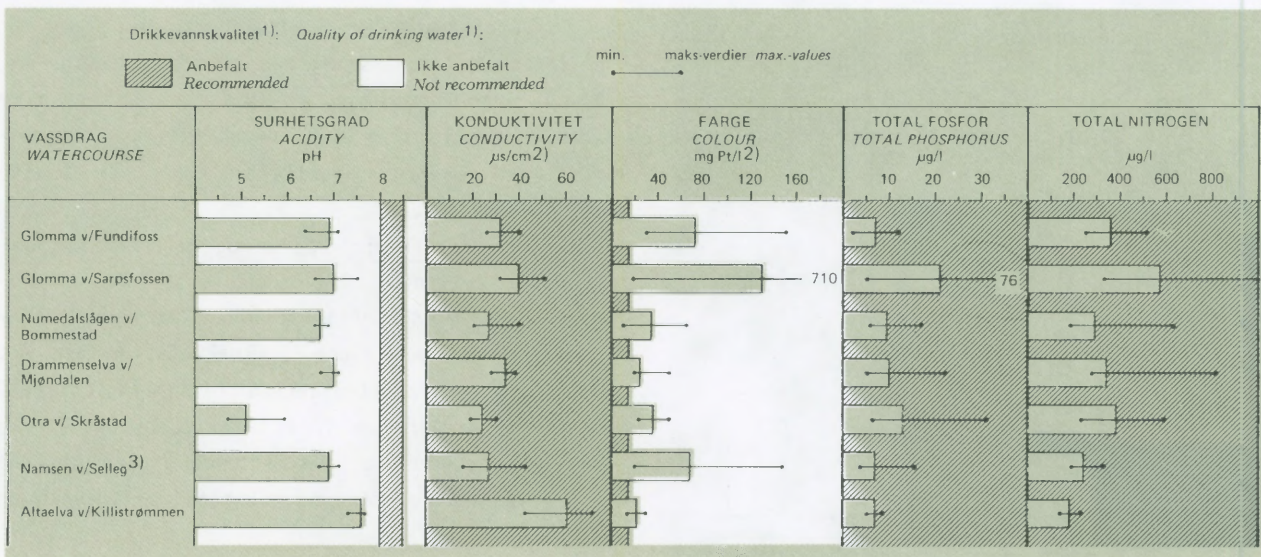 Drikkevannskvalitet1): Quality of drinking water1):
Anbefalt
Recommended
Ikke anbefalt
Not recommended
min. maks-verdier max.-values
VASSDRAG
WATERCOURSE
SURHETSGRAD
ACIDITY
pH
5 6 7 8
KONDUKTIVITET
CONDUCTIVITY
µs/cm2)
20 40 60
FARGE
COLOUR
mg Pt/l2)
40 80 120 160
TOTAL FOSFOR
TOTAL PHOSPHORUS
µg/l
10 20 30
TOTAL NITROGEN
µg/l
200 400 600 800
Glomma v/Fundifoss
Glomma v/Sarpsfossen
710
76
Numedalslågen v/
Bommestad
Drammenselva v/
Mjøndalen
Otra v/ Skråstad
Namsen v/Selleg3)
Altaelva v/Killistrømmen